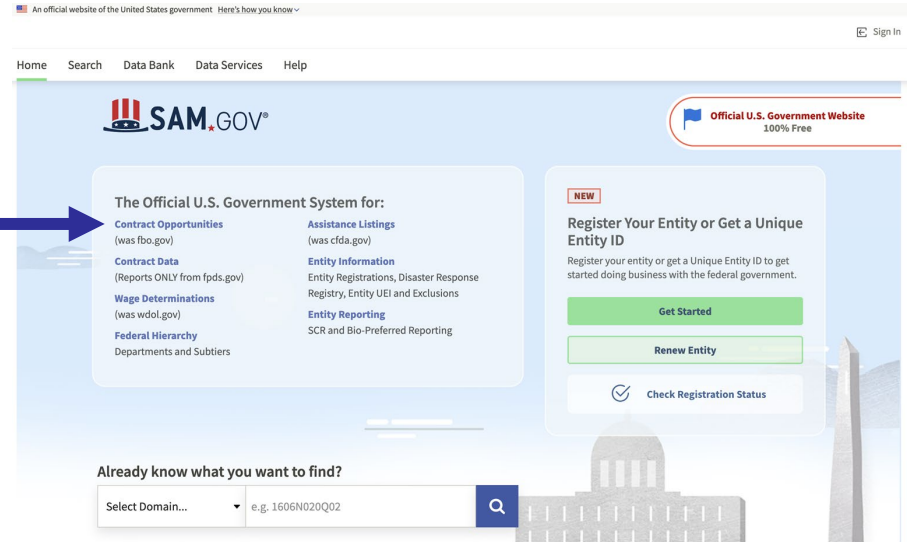 An official website of the United States government Here's how you know
Sign In
Home Search Data Bank Data Services Help
SAM.GOV®
Official U.S. Government Website
100% Free
The Official U.S. Government System for:
Contract Opportunities
(was fbo.gov)
Contract Data
(Reports ONLY from fpds.gov)
Wage Determinations
(was wdol.gov)
Federal Hierarchy
Departments and Subtiers
Assistance Listings
(was cfda.gov)
Entity Information
Entity Registrations, Disaster Response
Registry, Entity UEI and Exclusions
Entity Reporting
SCR and Bio-Preferred Reporting
NEW
Register Your Entity or Get a Unique
Entity ID
Register your entity or get a Unique Entity ID to get
started doing business with the federal government.
Get Started
Renew Entity
Check Registration Status
Already know what you want to find?
Select Domain... e.g. 1606N020Q02